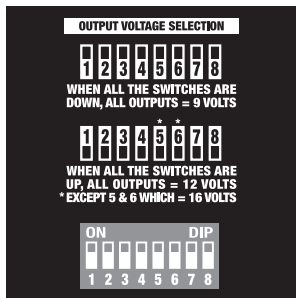 OUTPUT VOLTAGE SELECTION
1 2 3 4 5 6 7 8
WHEN ALL THE SWITCHES ARE
DOWN, ALL OUTPUTS = 9 VOLTS
* *
1 2 3 4 5 6 7 8
WHEN ALL THE SWITCHES ARE
UP, ALL OUTPUTS = 12 VOLTS
*EXCEPT 5 & 6 WHICH = 16 VOLTS
ON DIP
1 2 3 4 5 6 7 8